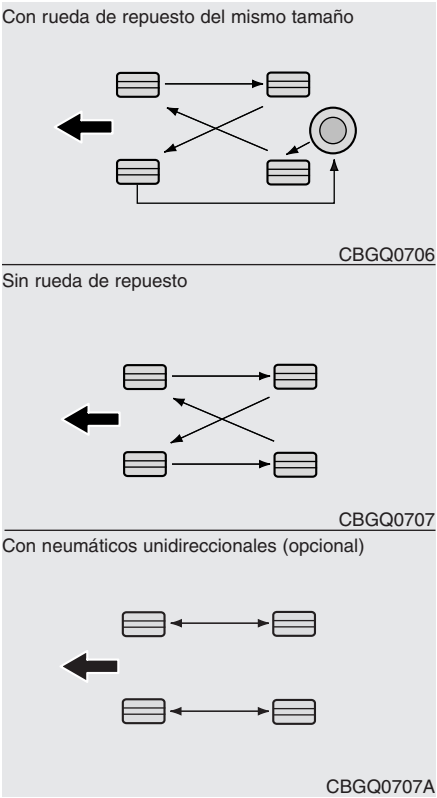 Con rueda de repuesto del mismo tamaño
CBGQ0706
Sin rueda de repuesto
CBGQ0707
Con neumáticos unidireccionales (opcional)
CBGQ0707A